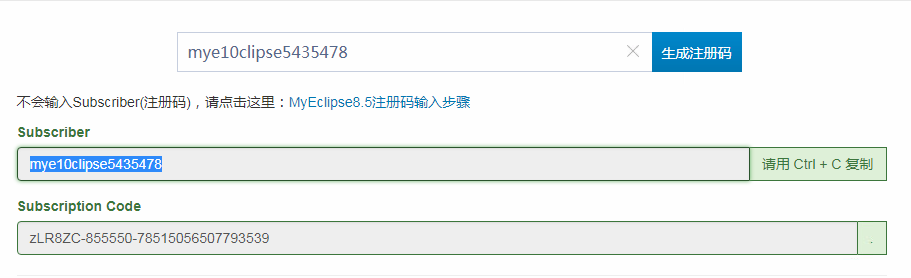 mye10clipse5435478
生成注册码
不会输入Subscriber(注册码)，请点击这里：MyEclipse8.5注册码输入步骤
Subscriber
mye10clipse5435478
请用 Ctrl + C 复制
Subscription Code
zLR8ZC-855550-78515056507793539
.